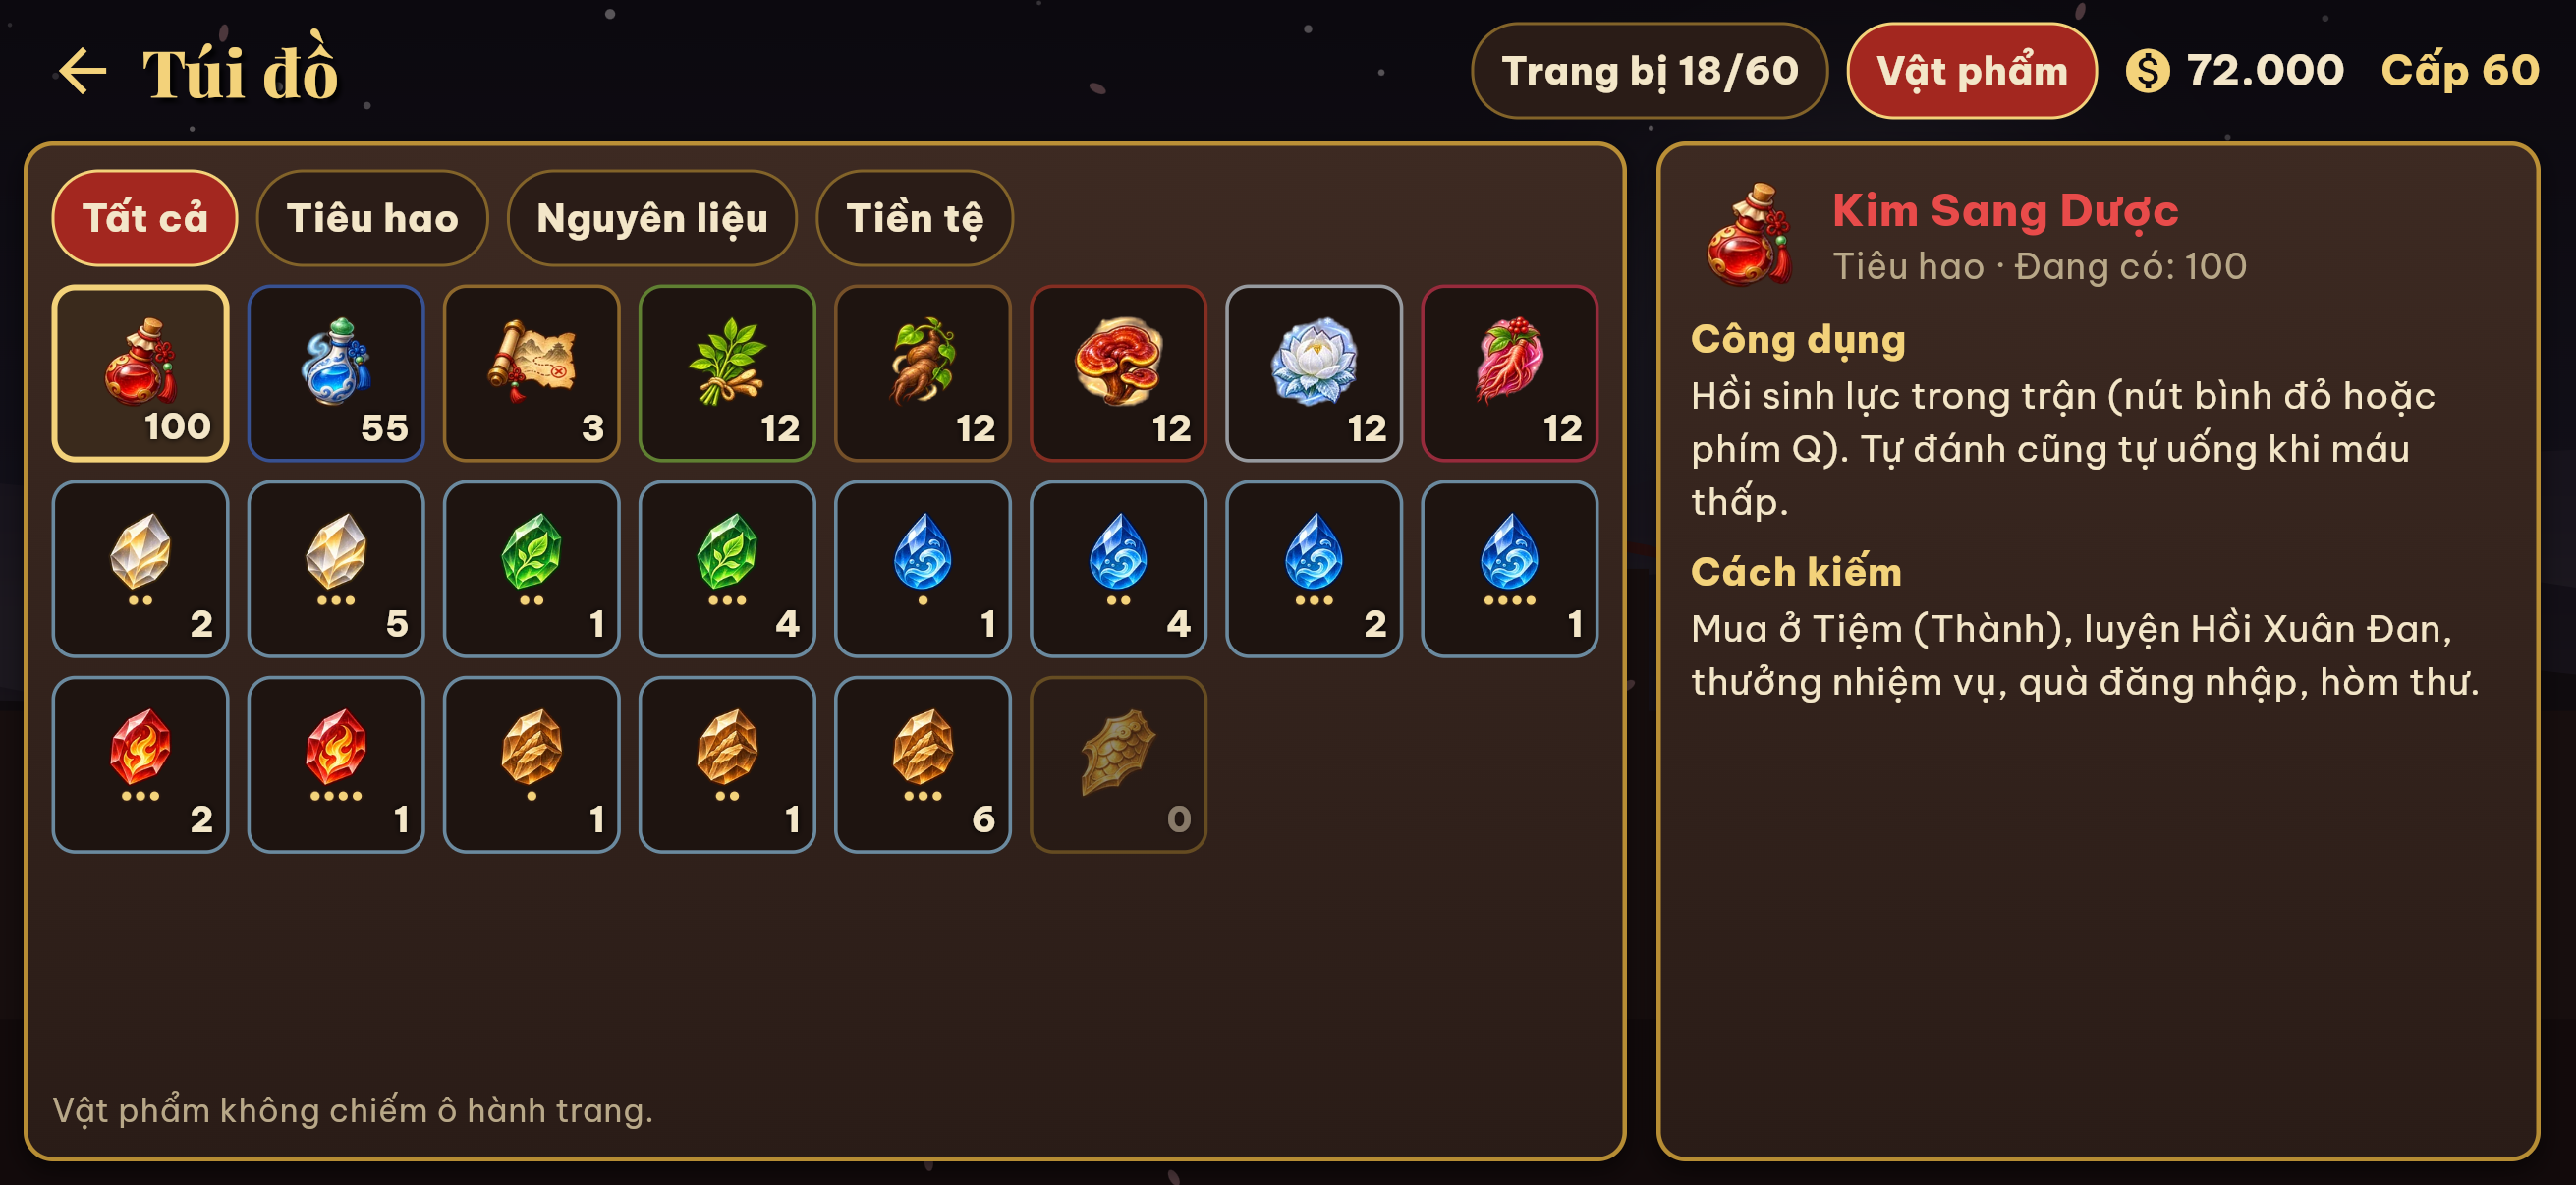 Túi đồ
Trang bị 18/60
Vật phẩm
$ 72.000
Cấp 60
Tất cả
Tiêu hao
Nguyên liệu
Tiền tệ
100
55
3
12
12
12
12
12
2
5
1
4
1
4
2
1
2
1
1
1
6
0
Vật phẩm không chiếm ô hành trang.
Kim Sang Dược
Tiêu hao · Đang có: 100
Công dụng
Hồi sinh lực trong trận (nút bình đỏ hoặc
phím Q). Tự đánh cũng tự uống khi máu
thấp.
Cách kiếm
Mua ở Tiệm (Thành), luyện Hồi Xuân Đan,
thưởng nhiệm vụ, quà đăng nhập, hòm thư.